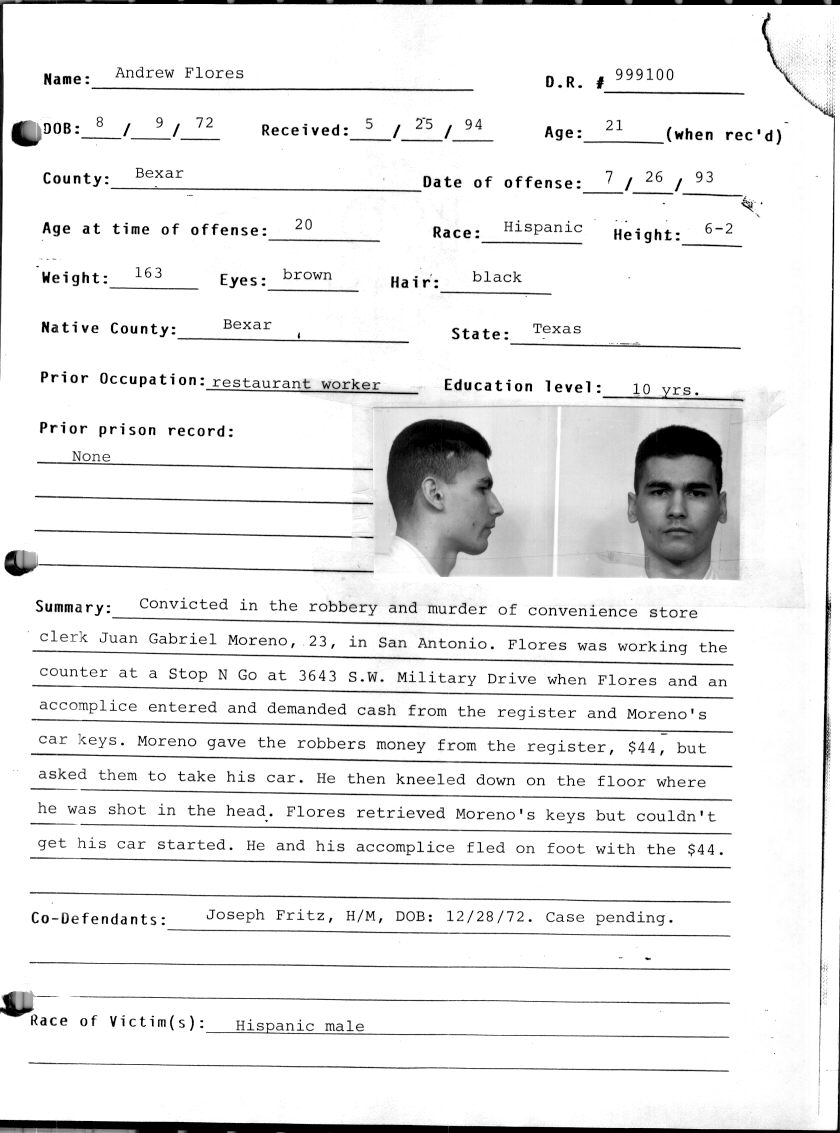 Name: Andrew Flores D.R. # 999100
DOB: 8 / 9 / 72 Received: 5 / 25 / 94 Age: 21 (when rec'd)
County: Bexar Date of offense: 7 / 26 / 93
Age at time of offense: 20 Race: Hispanic Height: 6-2
Weight: 163 Eyes: brown Hair: black
Native County: Bexar State: Texas
Prior Occupation: restaurant worker Education level: 10 yrs.
Prior prison record:
None
Summary: Convicted in the robbery and murder of convenience store
clerk Juan Gabriel Moreno, 23, in San Antonio. Flores was working the
counter at a Stop N Go at 3643 S.W. Military Drive when Flores and an
accomplice entered and demanded cash from the register and Moreno's
car keys. Moreno gave the robbers money from the register, $44, but
asked them to take his car. He then kneeled down on the floor where
he was shot in the head. Flores retrieved Moreno's keys but couldn't
get his car started. He and his accomplice fled on foot with the $44.
Co-Defendants: Joseph Fritz, H/M, DOB: 12/28/72. Case pending.
Race of Victim(s): Hispanic male